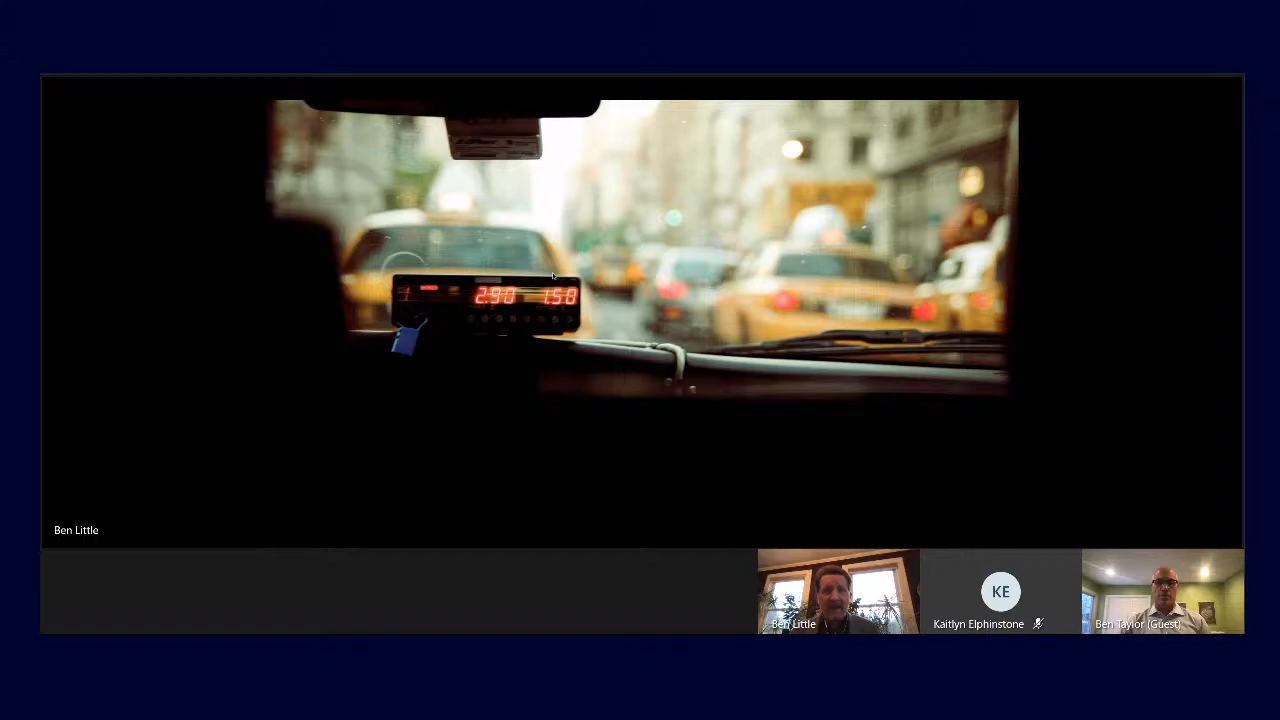 2.90 1.50
Ben Little
Ben Little
KE
Kaitlyn Elphinstone
Ben Taylor (Guest)